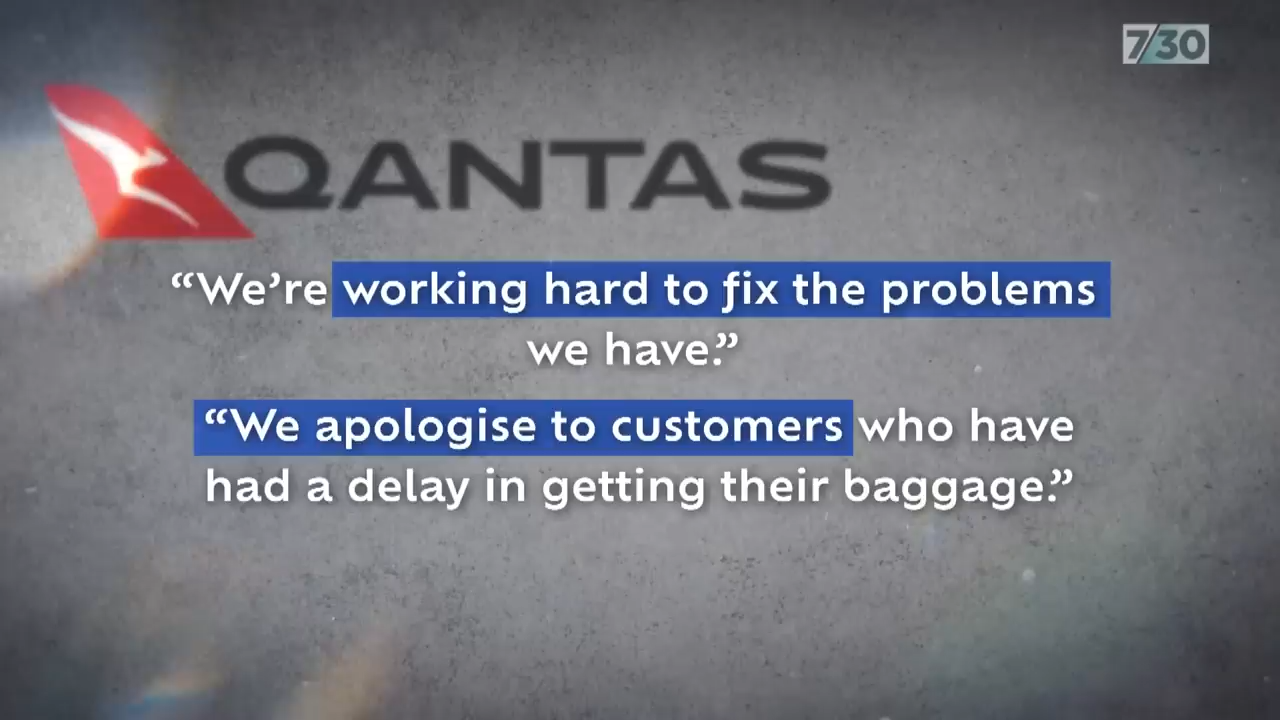 7/30
QANTAS
“We’re working hard to fix the problems
we have.”
“We apologise to customers who have
had a delay in getting their baggage.”